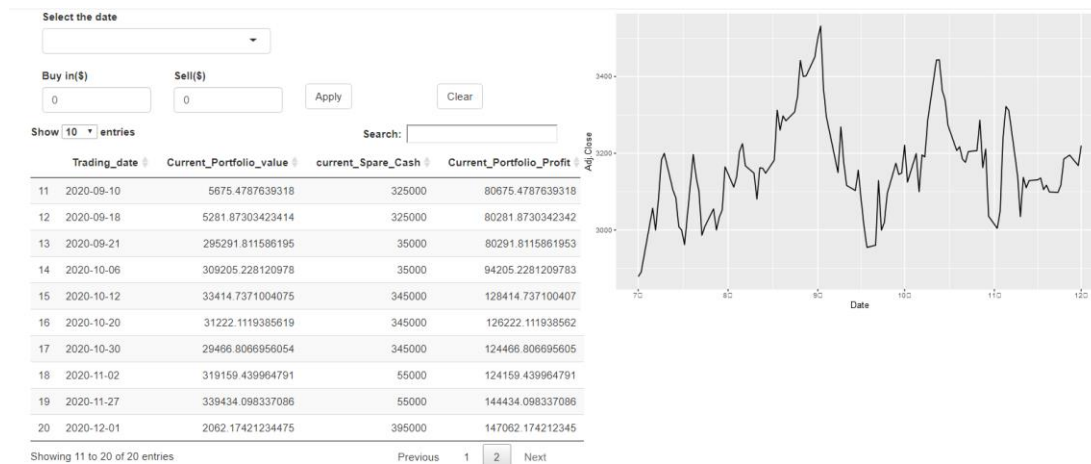 Select the date
Buy in($) Sell($)
0 0 Apply Clear
Show 10 entries Search:
Trading_date Current_Portfolio_value current_Spare_Cash Current_Portfolio_Profit
11 2020-09-10 5675.4787639318 325000 80675.4787639318
12 2020-09-18 5281.87303423414 325000 80281.8730342342
13 2020-09-21 295291.811586195 35000 80291.8115861953
14 2020-10-06 309205.228120978 35000 94205.2281209783
15 2020-10-12 33414.7371004075 345000 128414.737100407
16 2020-10-20 31222.1119385619 345000 126222.111938562
17 2020-10-30 29466.8066956054 345000 124466.806695605
18 2020-11-02 319159.439964791 55000 124159.439964791
19 2020-11-27 339434.098337086 55000 144434.098337086
20 2020-12-01 2062.17421234475 395000 147062.174212345
Showing 11 to 20 of 20 entries Previous 1 2 Next
Adj.Close
3400
3200
3000
Date